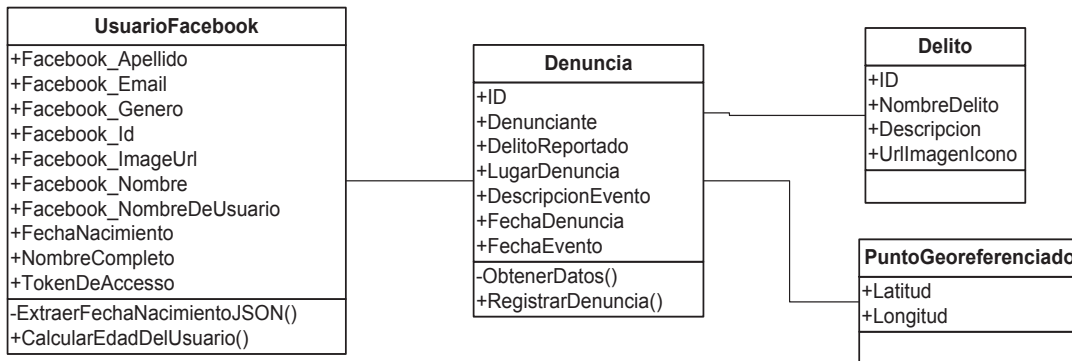 UsuarioFacebook
+Facebook_Apellido
+Facebook_Email
+Facebook_Genero
+Facebook_Id
+Facebook_ImageUrl
+Facebook_Nombre
+Facebook_NombreDeUsuario
+FechaNacimiento
+NombreCompleto
+TokenDeAccesso
-ExtraerFechaNacimientoJSON()
+CalcularEdadDelUsuario()
Denuncia
+ID
+Denunciante
+DelitoReportado
+LugarDenuncia
+DescripcionEvento
+FechaDenuncia
+FechaEvento
-ObtenerDatos()
+RegistrarDenuncia()
Delito
+ID
+NombreDelito
+Descripcion
+UrlImagenIcono
PuntoGeoreferenciado
+Latitud
+Longitud